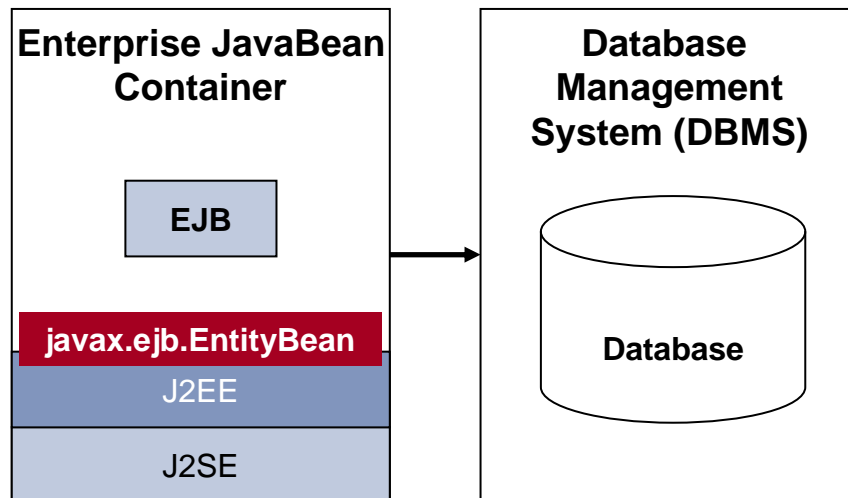 Enterprise JavaBean
Container
EJB
javax.ejb.EntityBean
J2EE
J2SE
Database
Management
System (DBMS)
Database